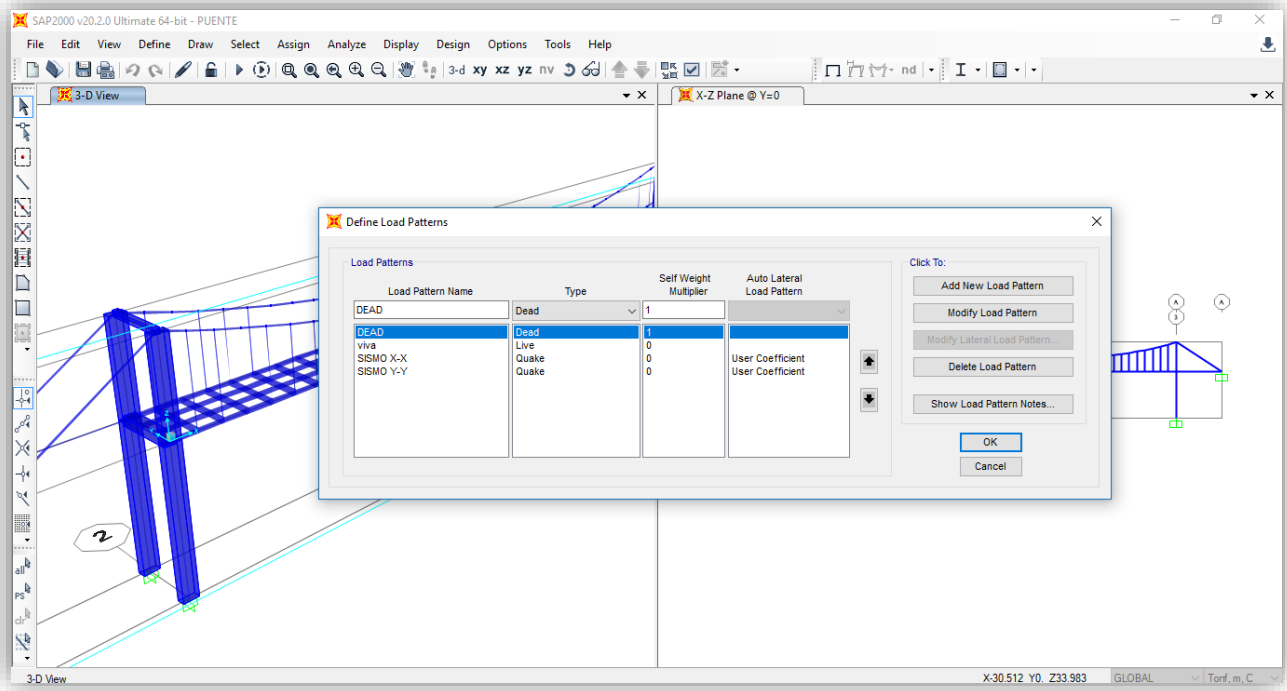 SAP2000 v20.2.0 Ultimate 64-bit - PUENTE
File Edit View Define Draw Select Assign Analyze Display Design Options Tools Help
3-d xy xz yz nv nd
3-D View
X-Z Plane @ Y=0
Define Load Patterns
Load Patterns
Click To:
Load Pattern Name Type Self Weight Multiplier Auto Lateral Load Pattern
DEAD Dead 1
DEAD Dead 1
viva Live 0
SISMO X-X Quake 0 User Coefficient
SISMO Y-Y Quake 0 User Coefficient
Add New Load Pattern
Modify Load Pattern
Modify Lateral Load Pattern...
Delete Load Pattern
Show Load Pattern Notes...
OK
Cancel
A
3
A
2
all
PS
clr
3-D View
X-30.512 Y0. Z33.983 GLOBAL Tonf, m, C